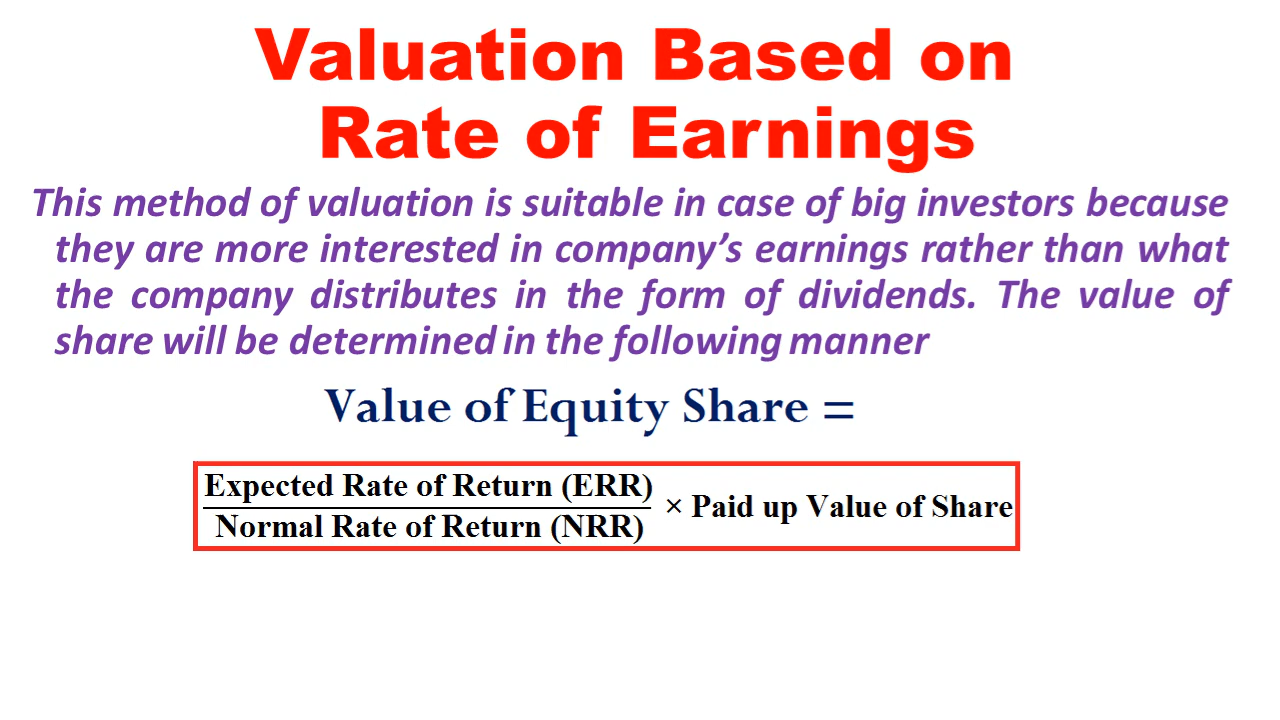 Valuation Based on
Rate of Earnings
This method of valuation is suitable in case of big investors because
they are more interested in company’s earnings rather than what
the company distributes in the form of dividends. The value of
share will be determined in the following manner
Value of Equity Share =
Expected Rate of Return (ERR)
Normal Rate of Return (NRR)
× Paid up Value of Share